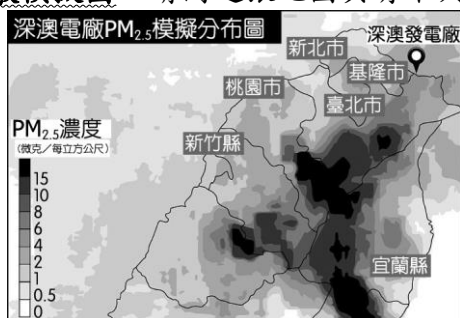 深澳電廠PM2.5模擬分布圖
深澳發電廠
新北市
基隆市
桃園市
臺北市
PM2.5濃度
(微克／每立方公尺)
新竹縣
宜蘭縣
15
10
8
6
4
2
1
0.5
0